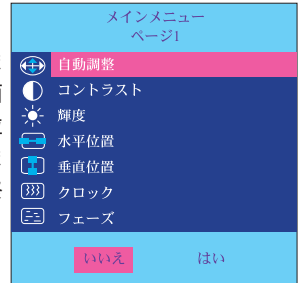 メインメニュー
ページ1
自動調整
コントラスト
輝度
水平位置
垂直位置
クロック
フェーズ
いいえ はい